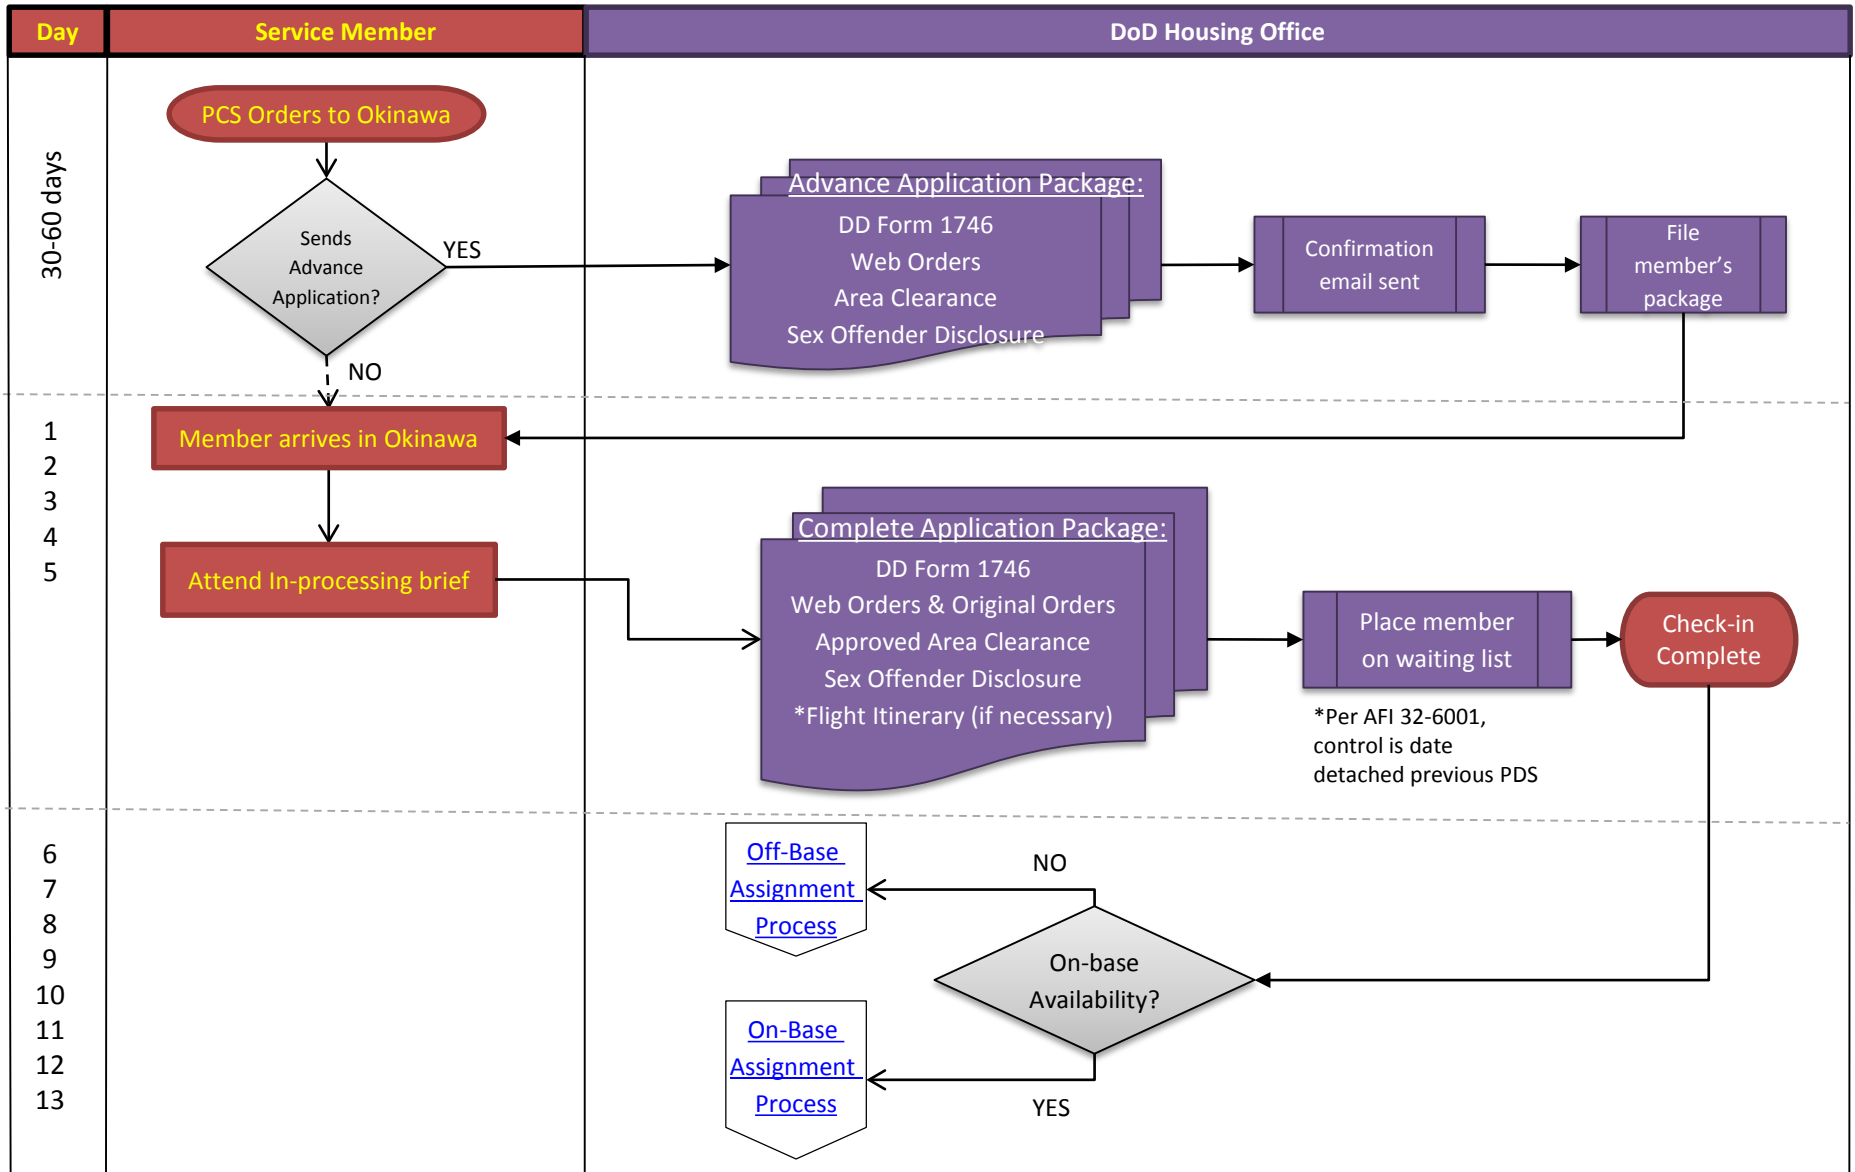 Day
Service Member
DoD Housing Office
30-60 days
PCS Orders to Okinawa
Sends
Advance
Application?
YES
NO
Advance Application Package:
DD Form 1746
Web Orders
Area Clearance
Sex Offender Disclosure
Confirmation
email sent
File
member's
package
1
2
3
4
5
Member arrives in Okinawa
Attend In-processing brief
Complete Application Package:
DD Form 1746
Web Orders & Original Orders
Approved Area Clearance
Sex Offender Disclosure
*Flight Itinerary (if necessary)
Place member
on waiting list
*Per AFI 32-6001,
control is date
detached previous PDS
Check-in
Complete
6
7
8
9
10
11
12
13
Off-Base
Assignment
Process
NO
On-base
Availability?
On-Base
Assignment
Process
YES